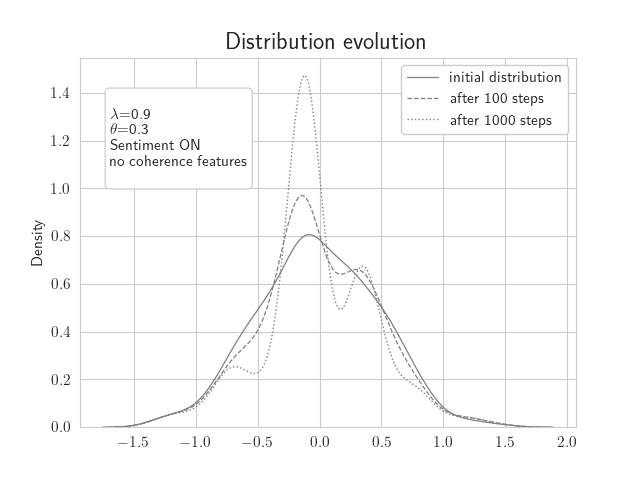 Distribution evolution
initial distribution
after 100 steps
after 1000 steps
λ=0.9
θ=0.3
Sentiment ON
no coherence features
Density
1.4
1.2
1.0
0.8
0.6
0.4
0.2
0.0
−1.5 −1.0 −0.5 0.0 0.5 1.0 1.5 2.0